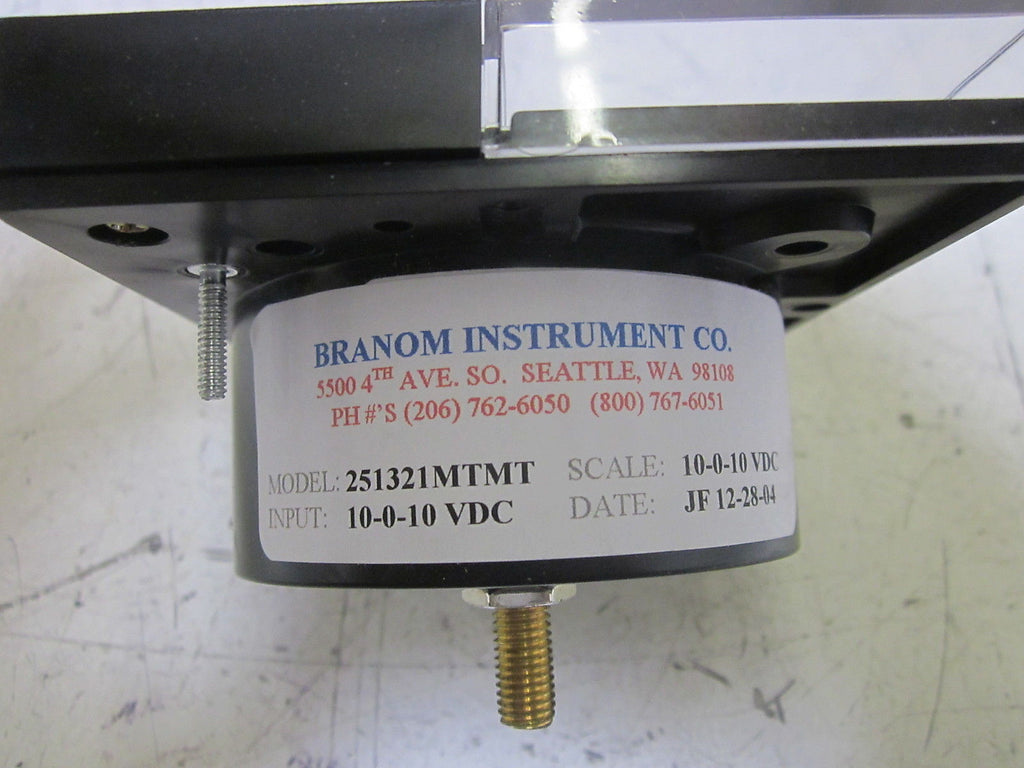 BRANOM INSTRUMENT CO.
5500 4TH AVE. SO. SEATTLE, WA 98108
PH #'S (206) 762-6050 (800) 767-6051
MODEL: 251321MTMT SCALE: 10-0-10 VDC
INPUT: 10-0-10 VDC DATE: JF 12-28-04